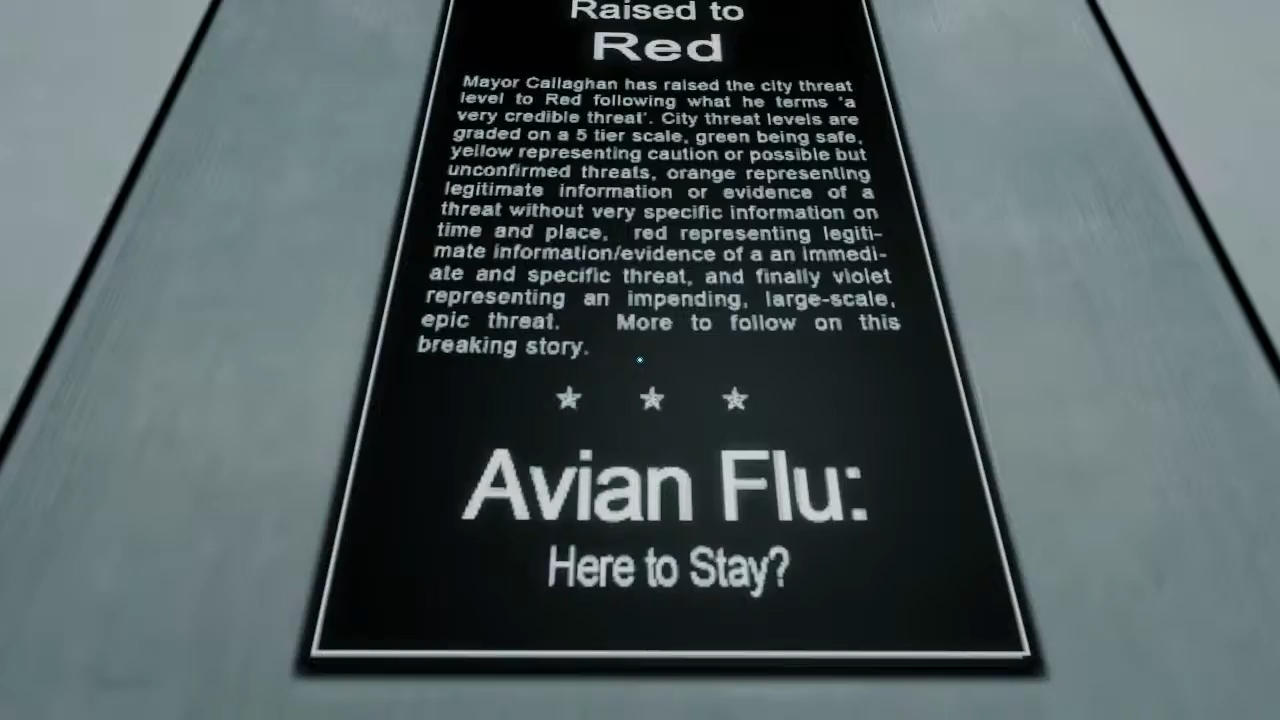 Raised to
Red
Mayor Callaghan has raised the city threat
level to Red following what he terms 'a
very credible threat'. City threat levels are
graded on a 5 tier scale, green being safe,
yellow representing caution or possible but
unconfirmed threats, orange representing
legitimate information or evidence of a
threat without very specific information on
time and place, red representing legiti-
mate information/evidence of a an immedi-
ate and specific threat, and finally violet
representing an impending, large-scale,
epic threat. More to follow on this
breaking story.
Avian Flu:
Here to Stay?